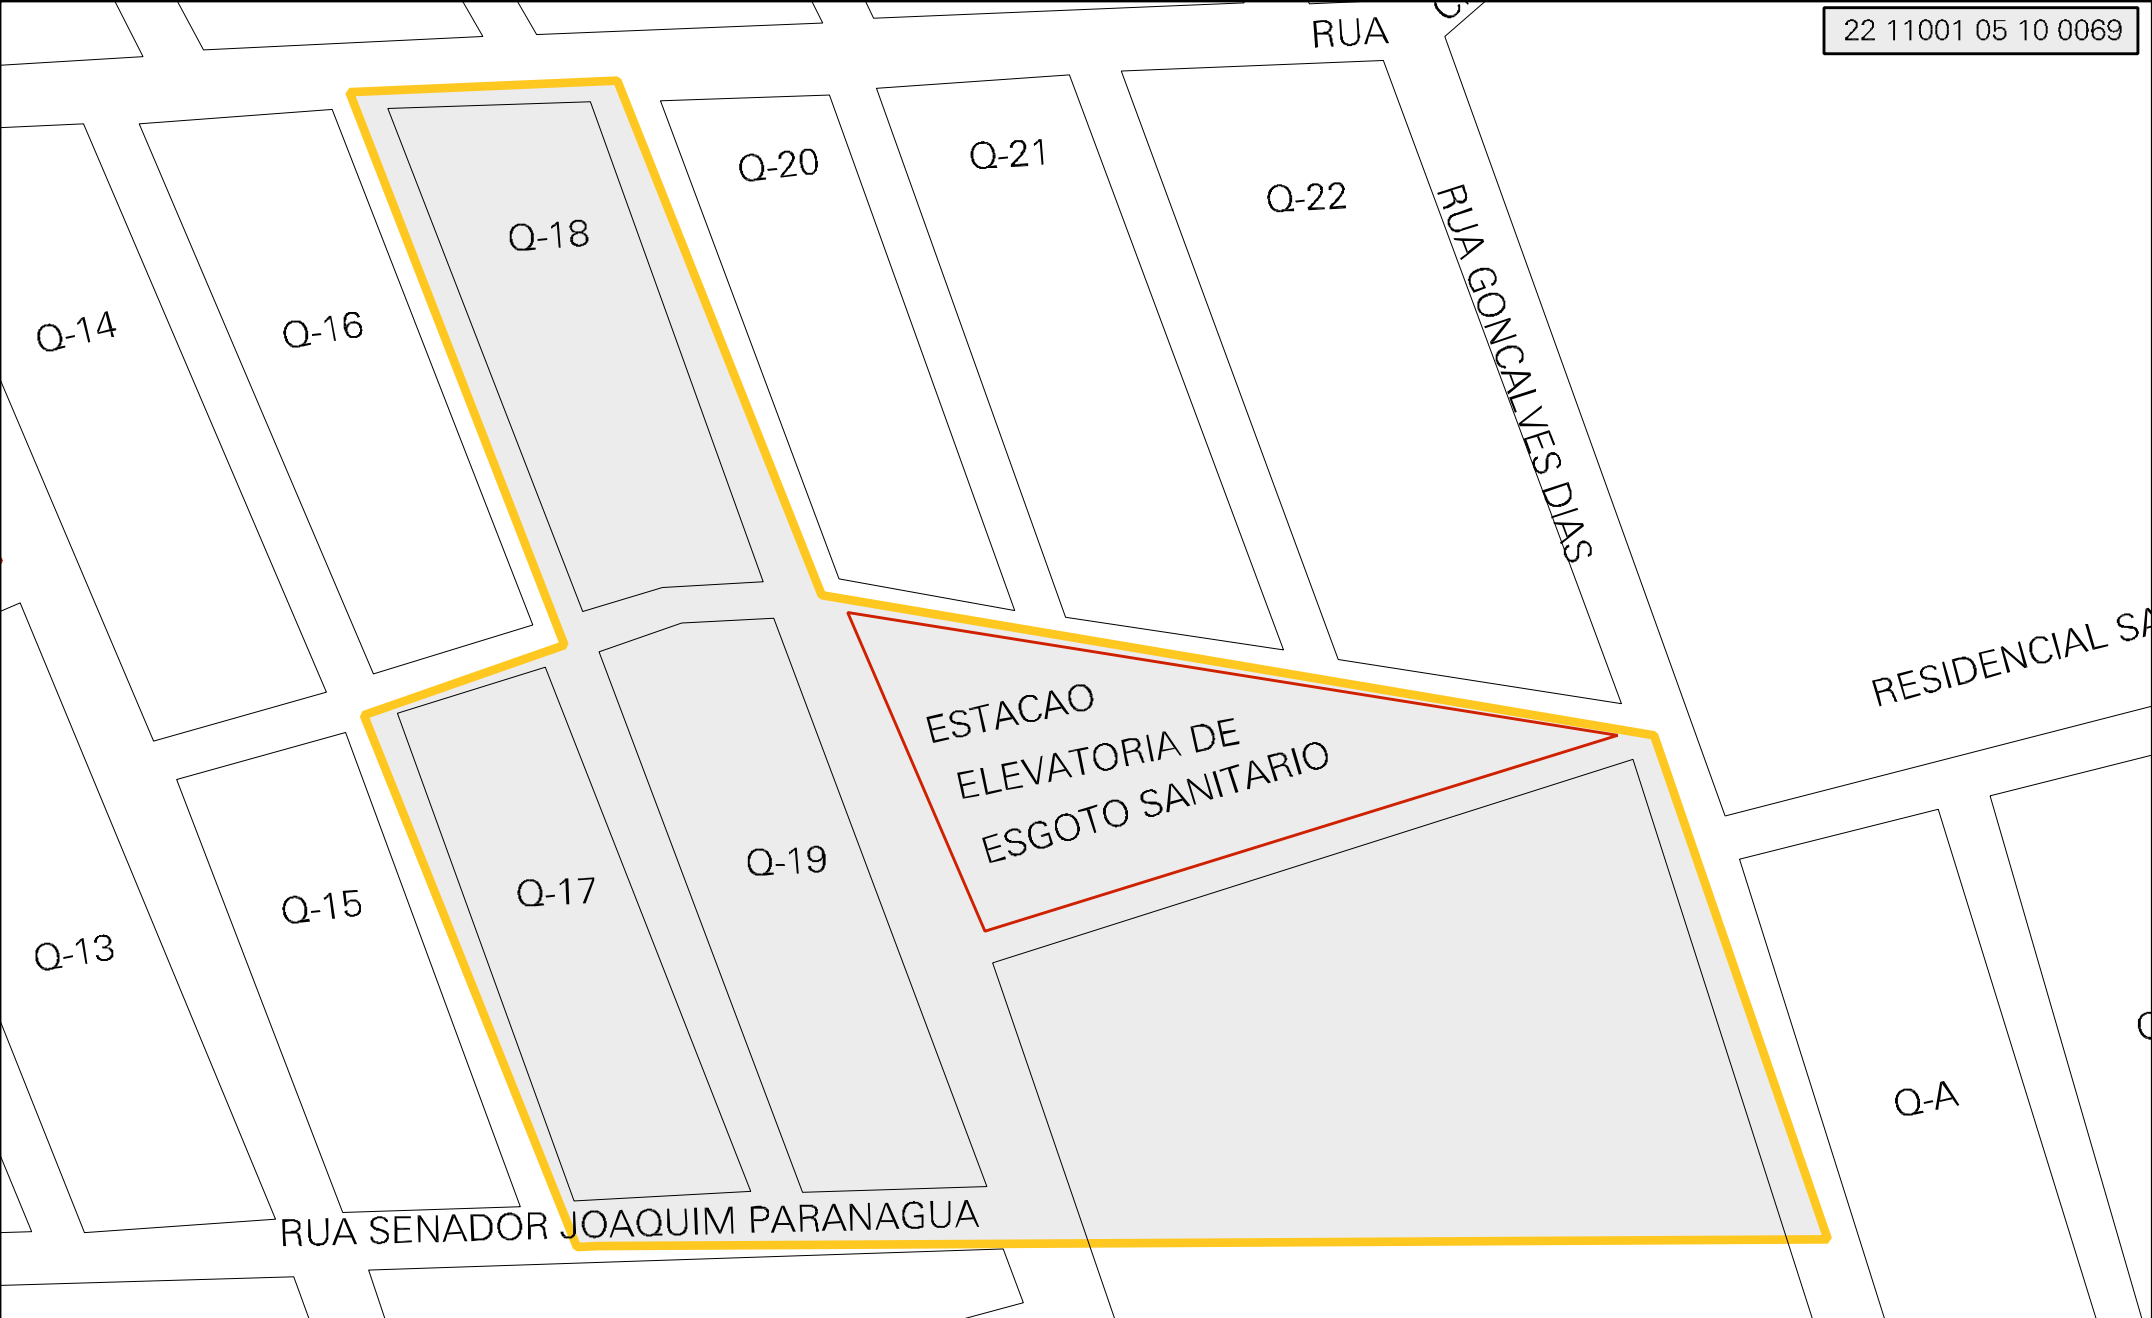 RUA
22 11001 05 10 0069
Q-20
Q-21
Q-22
Q-18
Q-14
Q-16
RUA GONCALVES DIAS
RESIDENCIAL
ESTACAO
ELEVATORIA DE
ESGOTO SANITARIO
Q-19
Q-17
Q-15
Q-13
Q-A
RUA SENADOR JOAQUIM PARANAGUA